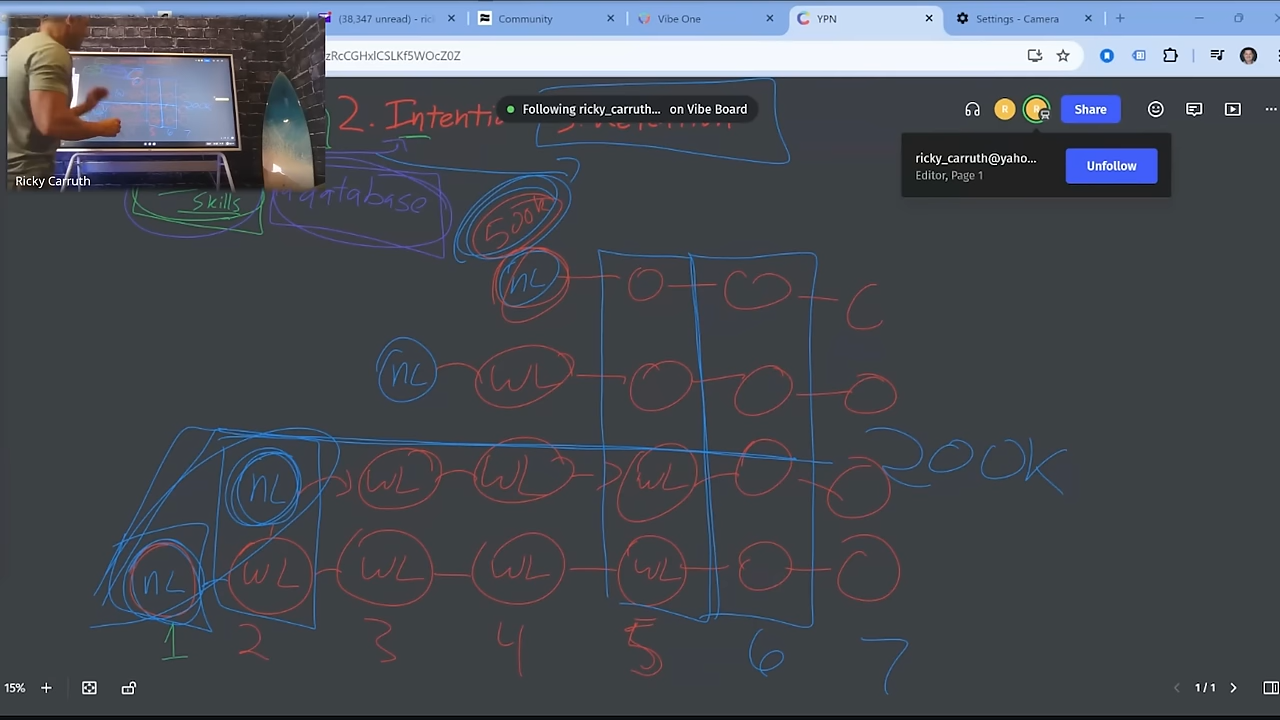 (38,347 unread) - ric
Community
Vibe One
YPN
Settings - Camera
zRcCGHxlCSLKf5WOcZ0Z
2. Intenti
Following ricky_carruth... on Vibe Board
R
R
Share
ricky_carruth@yaho...
Editor, Page 1
Unfollow
Ricky Carruth
Skills
database
500K
nL
nL WL
200K
nL WL WL WL
nL WL WL WL WL
1 2 3 4 5 6 7
15%
1/1